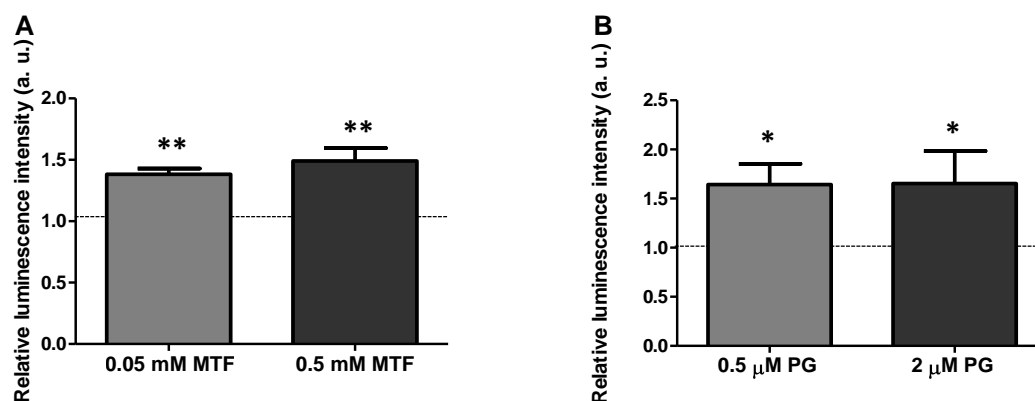 A
Relative luminescence intensity (a. u.)
2.0
1.5
1.0
0.5
0.0
**
**
0.05 mM MTF
0.5 mM MTF
B
Relative luminescence intensity (a. u.)
2.5
2.0
1.5
1.0
0.5
0.0
*
*
0.5 μM PG
2 μM PG